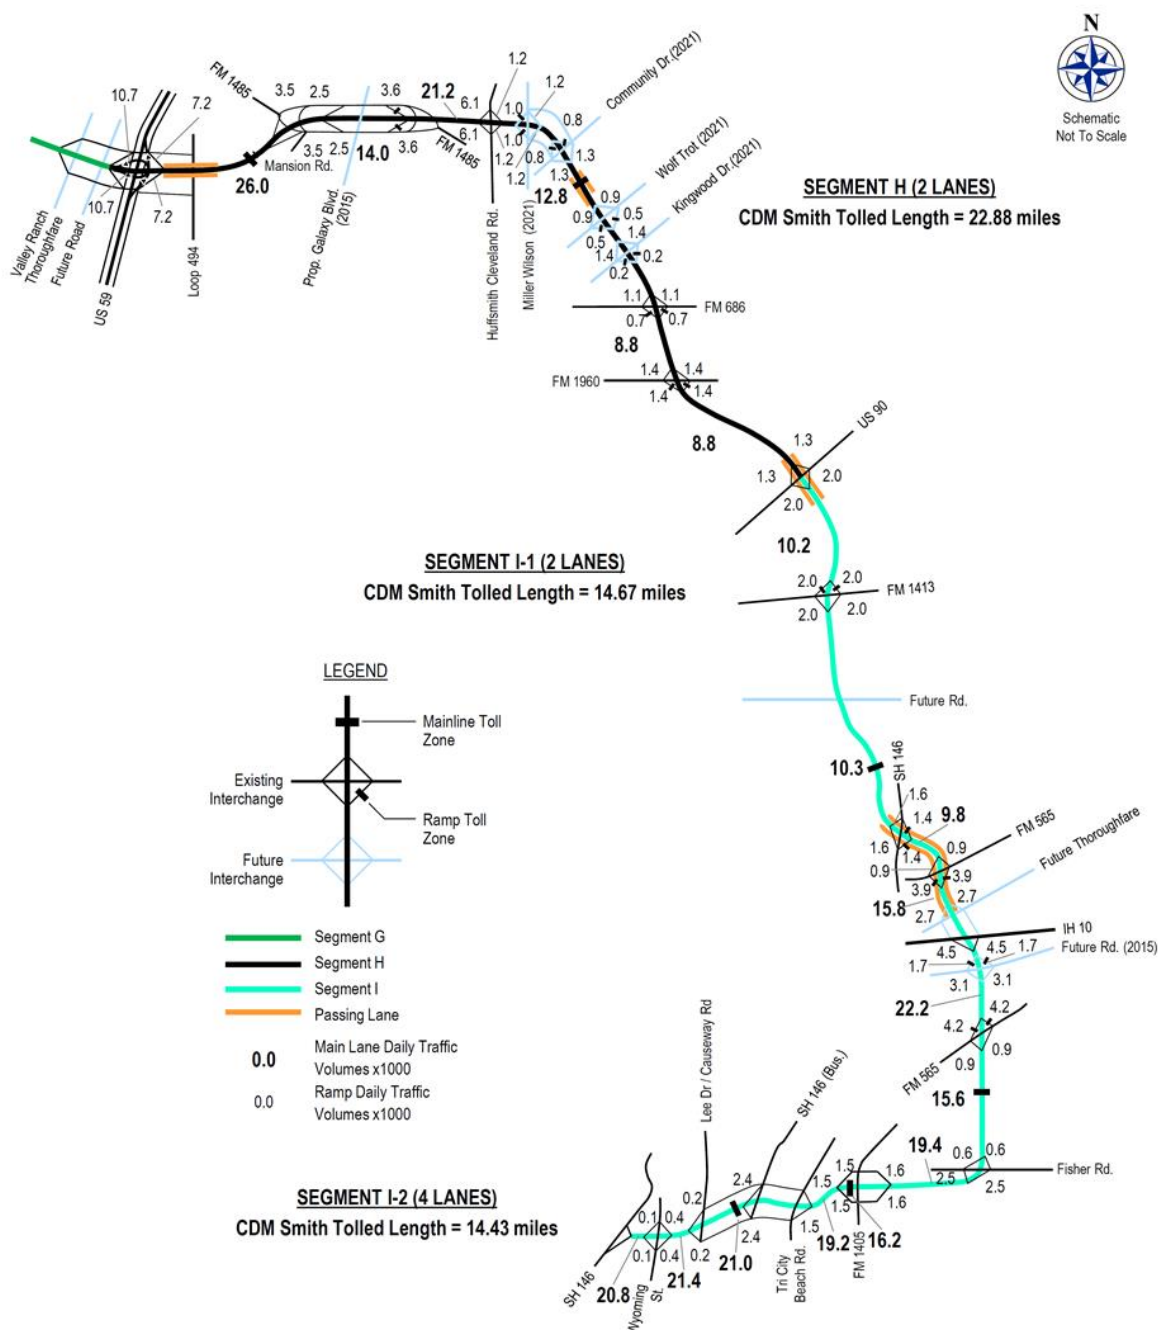 N
Schematic
Not To Scale
SEGMENT H (2 LANES)
CDM Smith Tolled Length = 22.88 miles
10.7
7.2
FM 1485
3.5
2.5
3.6
21.2
6.1
6.1
1.2
1.2
Community Dr.(2021)
1.0
1.0
0.8
0.8
1.2
1.2
1.3
1.3
FM 1485
3.5
14.0
3.6
Mansion Rd.
26.0
10.7
7.2
Valley Ranch
Thoroughfare
Future Road
US 59
Loop 494
Prop. Galaxy Blvd.
(2015)
Huffsmith Cleveland Rd.
Miller Wilson (2021)
12.8
Wolf Trot (2021)
Kingwood Dr.(2021)
0.9
0.9
0.5
0.5
1.4
1.4
0.2
0.2
1.1
1.1
FM 686
0.7
0.7
8.8
1.4
1.4
FM 1960
1.4
1.4
8.8
US 90
1.3
1.3
2.0
2.0
10.2
SEGMENT I-1 (2 LANES)
CDM Smith Tolled Length = 14.67 miles
2.0
2.0
FM 1413
2.0
2.0
Future Rd.
10.3
SH 146
1.6
1.4
9.8
FM 565
1.6
1.4
0.9
0.9
Future Thoroughfare
3.9
3.9
15.8
2.7
2.7
IH 10
4.5
4.5
1.7
1.7
Future Rd. (2015)
3.1
3.1
22.2
4.2
4.2
0.9
0.9
FM 565
15.6
19.4
0.6
0.6
Fisher Rd.
2.5
2.5
LEGEND
Mainline Toll
Zone
Existing
Interchange
Ramp Toll
Zone
Future
Interchange
Segment G
Segment H
Segment I
Passing Lane
0.0
Main Lane Daily Traffic
Volumes x1000
0.0
Ramp Daily Traffic
Volumes x1000
SEGMENT I-2 (4 LANES)
CDM Smith Tolled Length = 14.43 miles
Lee Dr / Causeway Rd
SH 146 (Bus.)
2.4
1.5
1.5
1.6
1.6
0.1
0.4
0.2
2.4
1.5
1.5
0.1
0.4
0.2
21.0
19.2
16.2
21.4
20.8
SH 146
Wyoming
St.
Tri City
Beach Rd.
FM 1405